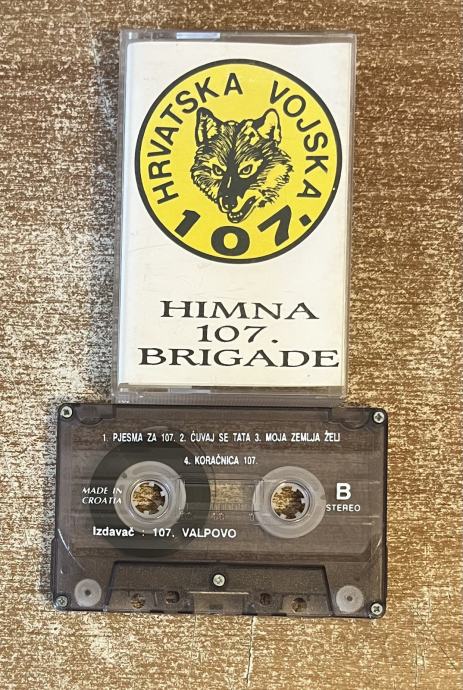 HRVATSKA VOJSKA
107.
HIMNA
107.
BRIGADE
1. PJESMA ZA 107. 2. ČUVAJ SE TATA 3. MOJA ZEMLJA ŽELI
4. KORAČNICA 107.
MADE IN
CROATIA
B
STEREO
Izdavač : 107. VALPOVO